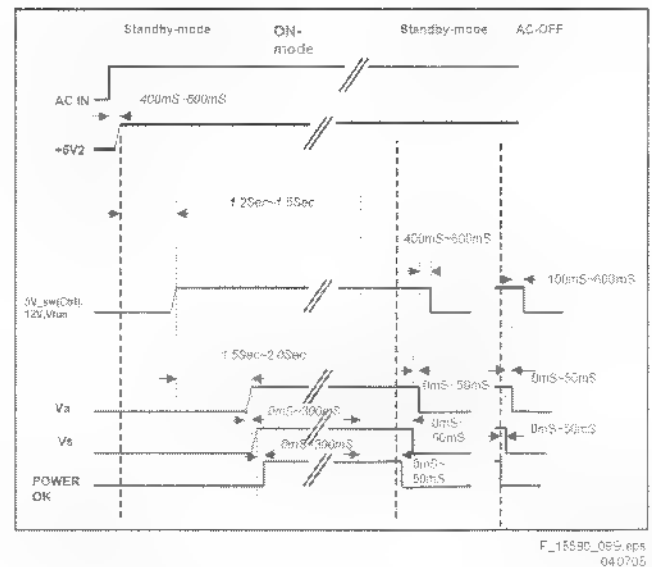 Standby-mode
ON-
mode
Standby-mode
AC-OFF
AC IN
400mS~600mS
+5V2
1.2Sec~1.5Sec
400mS~600mS
100mS~600mS
5V_sw(Ctrl),
12V,Vtun
1.5Sec~2.0Sec
Va
0mS~300mS
0mS~50mS
0mS~50mS
Vs
0mS~300mS
0mS~
50mS
0mS~50mS
POWER
OK
0mS~
50mS
F_15590_099.eps
040705